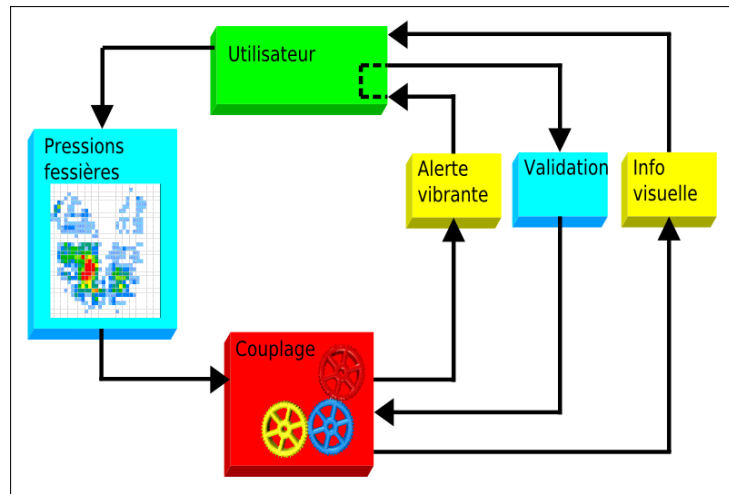 Utilisateur
Pressions
fessières
Alerte
vibrante
Validation
Info
visuelle
Couplage